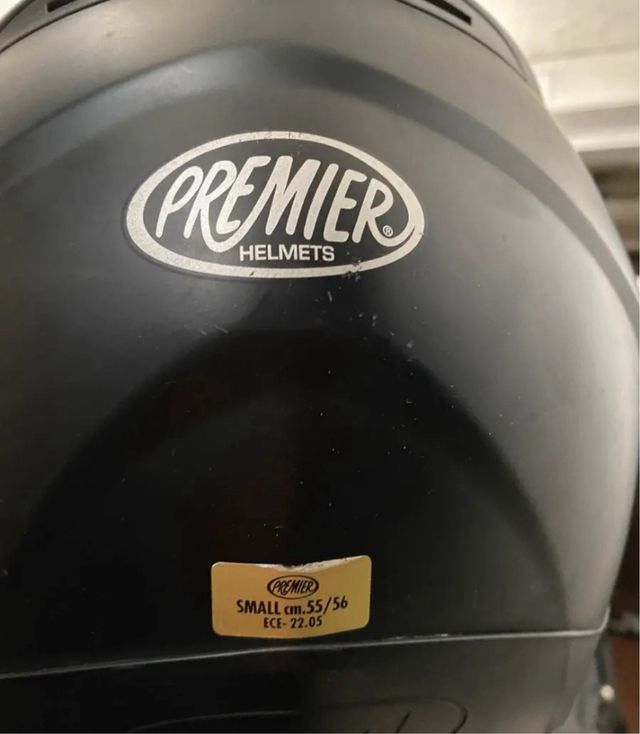 PREMIER®
HELMETS
PREMIER
SMALL cm.55/56
ECE- 22.05